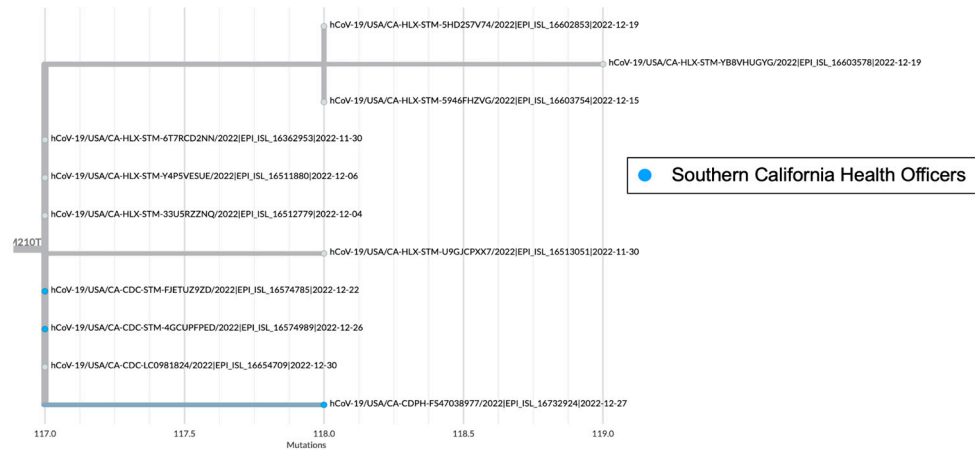 hCoV-19/USA/CA-HLX-STM-5HD2S7V74/2022|EPI_ISL_16602853|2022-12-19
hCoV-19/USA/CA-HLX-STM-YB8VHUGYG/2022|EPI_ISL_16603578|2022-12-19
hCoV-19/USA/CA-HLX-STM-5946FHZVG/2022|EPI_ISL_16603754|2022-12-15
hCoV-19/USA/CA-HLX-STM-6T7RCD2NN/2022|EPI_ISL_16362953|2022-11-30
hCoV-19/USA/CA-HLX-STM-Y4P5VESUE/2022|EPI_ISL_16511880|2022-12-06
Southern California Health Officers
hCoV-19/USA/CA-HLX-STM-33U5RZZNQ/2022|EPI_ISL_16512779|2022-12-04
M210T
hCoV-19/USA/CA-HLX-STM-U9GJCPXX7/2022|EPI_ISL_16513051|2022-11-30
hCoV-19/USA/CA-CDC-STM-FJETUZ9ZD/2022|EPI_ISL_16574785|2022-12-22
hCoV-19/USA/CA-CDC-STM-4GCUPFPED/2022|EPI_ISL_16574989|2022-12-26
hCoV-19/USA/CA-CDC-LC0981824/2022|EPI_ISL_16654709|2022-12-30
hCoV-19/USA/CA-CDPH-FS47038977/2022|EPI_ISL_16732924|2022-12-27
117.0 117.5 118.0 118.5 119.0
Mutations